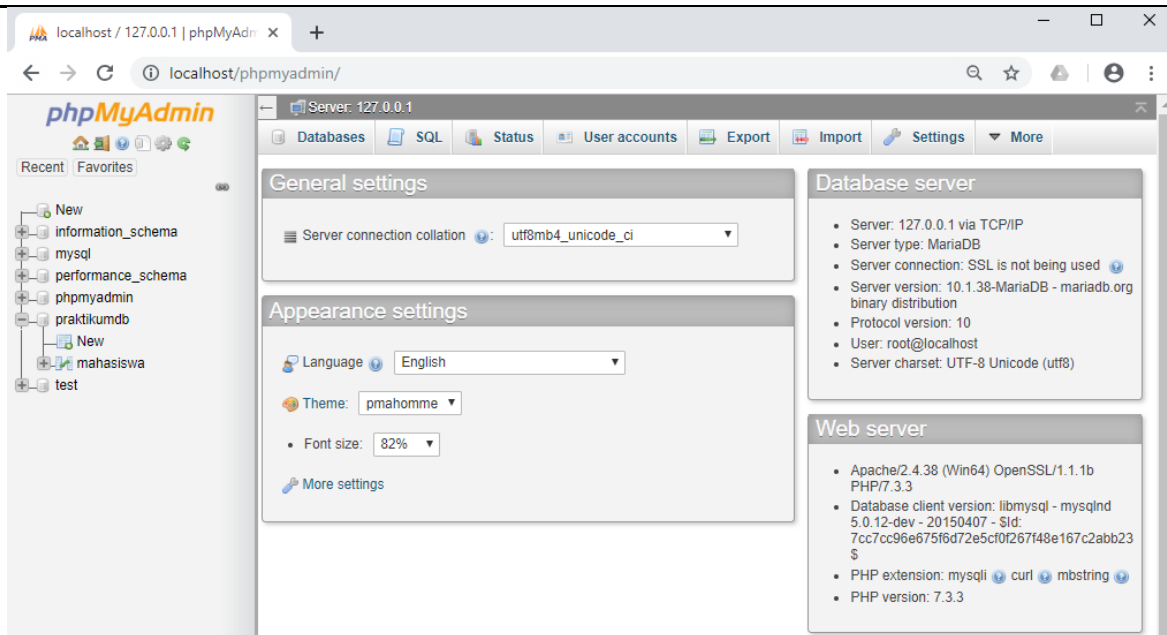 localhost / 127.0.0.1 | phpMyAdm
localhost/phpmyadmin/
phpMyAdmin
Recent Favorites
New
information_schema
mysql
performance_schema
phpmyadmin
praktikumdb
New
mahasiswa
test
Server: 127.0.0.1
Databases SQL Status User accounts Export Import Settings More
General settings
Server connection collation : utf8mb4_unicode_ci
Appearance settings
Language English
Theme: pmahomme
• Font size: 82%
More settings
Database server
• Server: 127.0.0.1 via TCP/IP
• Server type: MariaDB
• Server connection: SSL is not being used
• Server version: 10.1.38-MariaDB - mariadb.org
binary distribution
• Protocol version: 10
• User: root@localhost
• Server charset: UTF-8 Unicode (utf8)
Web server
• Apache/2.4.38 (Win64) OpenSSL/1.1.1b
PHP/7.3.3
• Database client version: libmysql - mysqlnd
5.0.12-dev - 20150407 - $Id:
7cc7cc96e675f6d72e5cf0f267f48e167c2abb23
$
• PHP extension: mysqli curl mbstring
• PHP version: 7.3.3